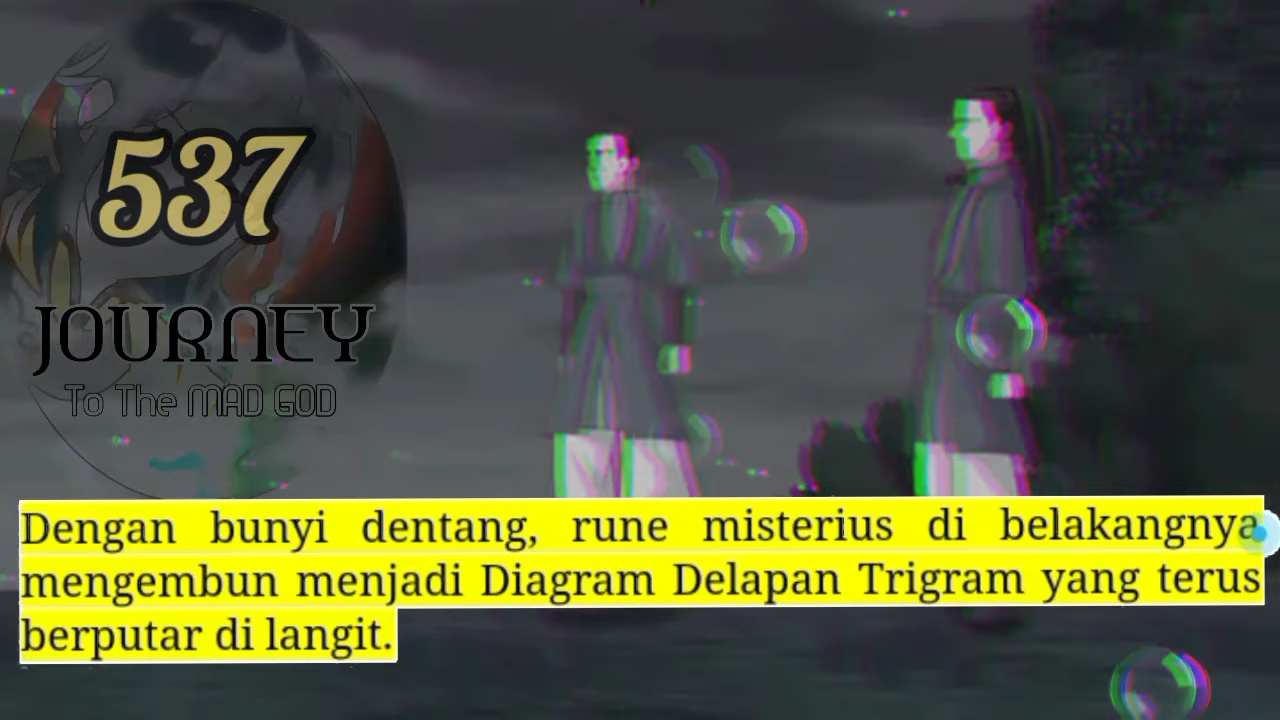 537
JOURNEY
To The MAD GOD
Dengan bunyi dentang, rune misterius di belakangnya
mengembun menjadi Diagram Delapan Trigram yang terus
berputar di langit.